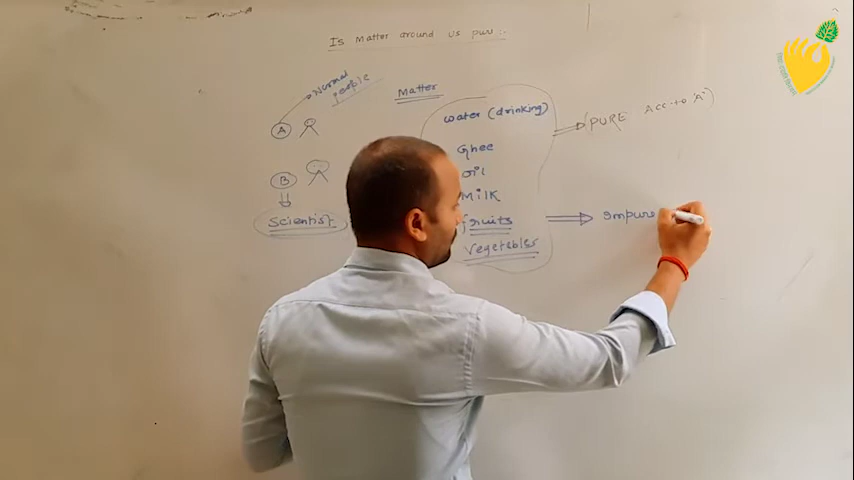 Is Matter around us pure :-
Normal
people
Matter
A
water (drinking)
PURE Acc. to 'A')
Ghee
oil
B
Milk
Scientist
fruits
Impure
Vegetables